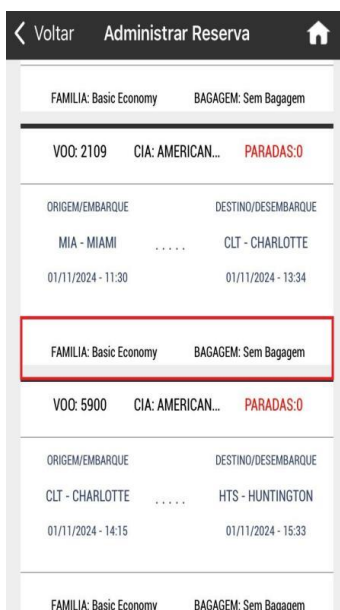 Voltar Administrar Reserva
FAMILIA: Basic Economy BAGAGEM: Sem Bagagem
VOO: 2109 CIA: AMERICAN... PARADAS:0
ORIGEM/EMBARQUE DESTINO/DESEMBARQUE
MIA - MIAMI ..... CLT - CHARLOTTE
01/11/2024 - 11:30 01/11/2024 - 13:34
FAMILIA: Basic Economy BAGAGEM: Sem Bagagem
VOO: 5900 CIA: AMERICAN... PARADAS:0
ORIGEM/EMBARQUE DESTINO/DESEMBARQUE
CLT - CHARLOTTE ..... HTS - HUNTINGTON
01/11/2024 - 14:15 01/11/2024 - 15:33
FAMILIA: Basic Economy BAGAGEM: Sem Bagagem